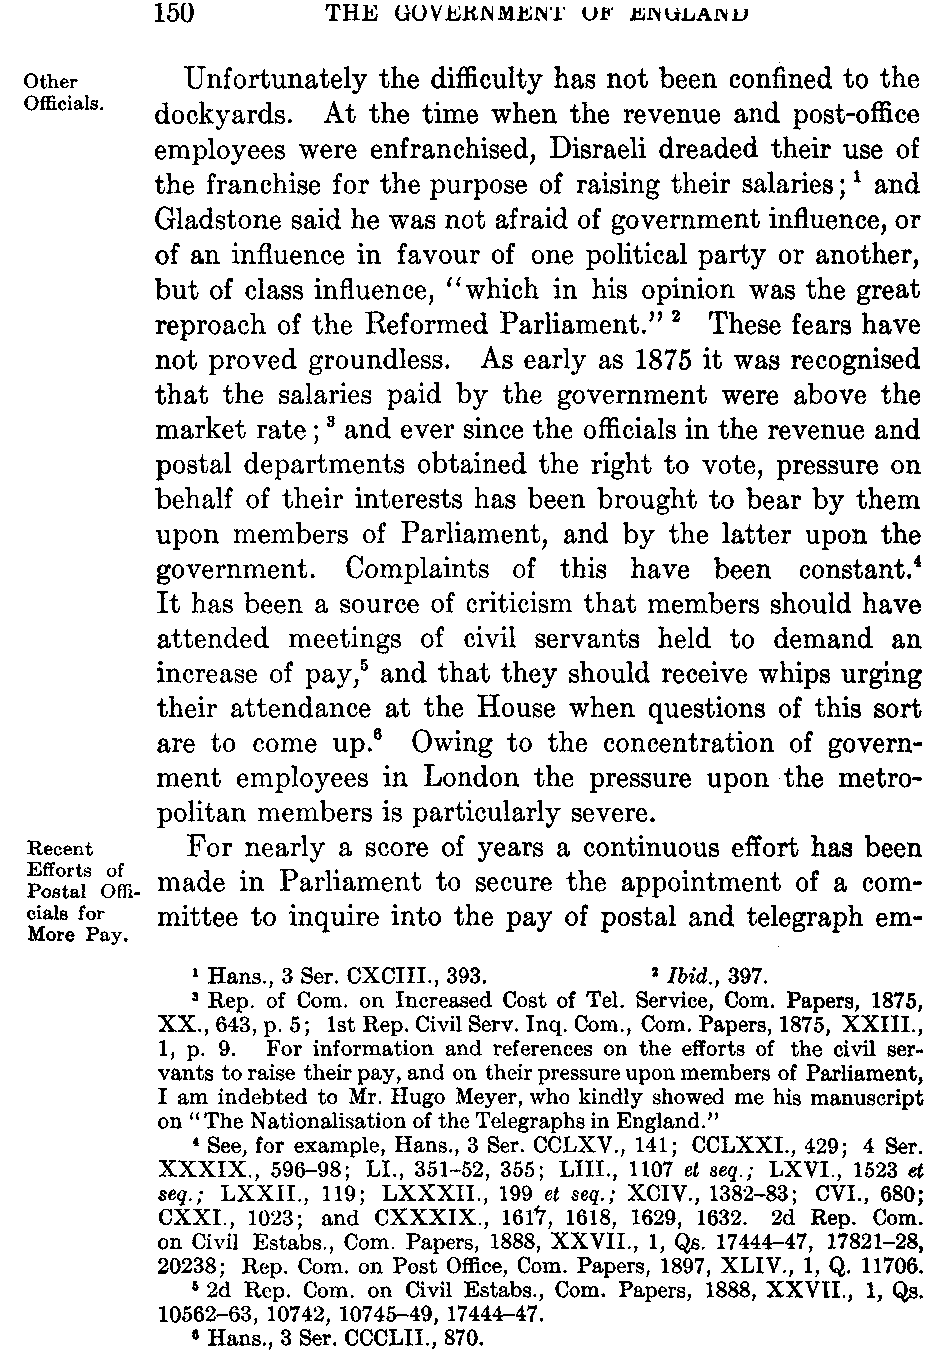 150 THE GOVERNMENT OF ENGLAND
Other
Officials.
Unfortunately the difficulty has not been confined to the
dockyards. At the time when the revenue and post-office
employees were enfranchised, Disraeli dreaded their use of
the franchise for the purpose of raising their salaries; ¹ and
Gladstone said he was not afraid of government influence, or
of an influence in favour of one political party or another,
but of class influence, "which in his opinion was the great
reproach of the Reformed Parliament." ² These fears have
not proved groundless. As early as 1875 it was recognised
that the salaries paid by the government were above the
market rate; ³ and ever since the officials in the revenue and
postal departments obtained the right to vote, pressure on
behalf of their interests has been brought to bear by them
upon members of Parliament, and by the latter upon the
government. Complaints of this have been constant.⁴
It has been a source of criticism that members should have
attended meetings of civil servants held to demand an
increase of pay,⁵ and that they should receive whips urging
their attendance at the House when questions of this sort
are to come up.⁶ Owing to the concentration of govern-
ment employees in London the pressure upon the metro-
politan members is particularly severe.
Recent
Efforts of
Postal Offi-
cials for
More Pay.
For nearly a score of years a continuous effort has been
made in Parliament to secure the appointment of a com-
mittee to inquire into the pay of postal and telegraph em-
¹ Hans., 3 Ser. CXCIII., 393. ² Ibid., 397.
³ Rep. of Com. on Increased Cost of Tel. Service, Com. Papers, 1875,
XX., 643, p. 5; 1st Rep. Civil Serv. Inq. Com., Com. Papers, 1875, XXIII.,
1, p. 9. For information and references on the efforts of the civil ser-
vants to raise their pay, and on their pressure upon members of Parliament,
I am indebted to Mr. Hugo Meyer, who kindly showed me his manuscript
on "The Nationalisation of the Telegraphs in England."
⁴ See, for example, Hans., 3 Ser. CCLXV., 141; CCLXXI., 429; 4 Ser.
XXXIX., 596–98; LI., 351–52, 355; LIII., 1107 et seq.; LXVI., 1523 et
seq.; LXXII., 119; LXXXII., 199 et seq.; XCIV., 1382–83; CVI., 680;
CXXI., 1023; and CXXXIX., 1617, 1618, 1629, 1632. 2d Rep. Com.
on Civil Estabs., Com. Papers, 1888, XXVII., 1, Qs. 17444–47, 17821–28,
20238; Rep. Com. on Post Office, Com. Papers, 1897, XLIV., 1, Q. 11706.
⁵ 2d Rep. Com. on Civil Estabs., Com. Papers, 1888, XXVII., 1, Qs.
10562–63, 10742, 10745–49, 17444–47.
⁶ Hans., 3 Ser. CCCLII., 870.